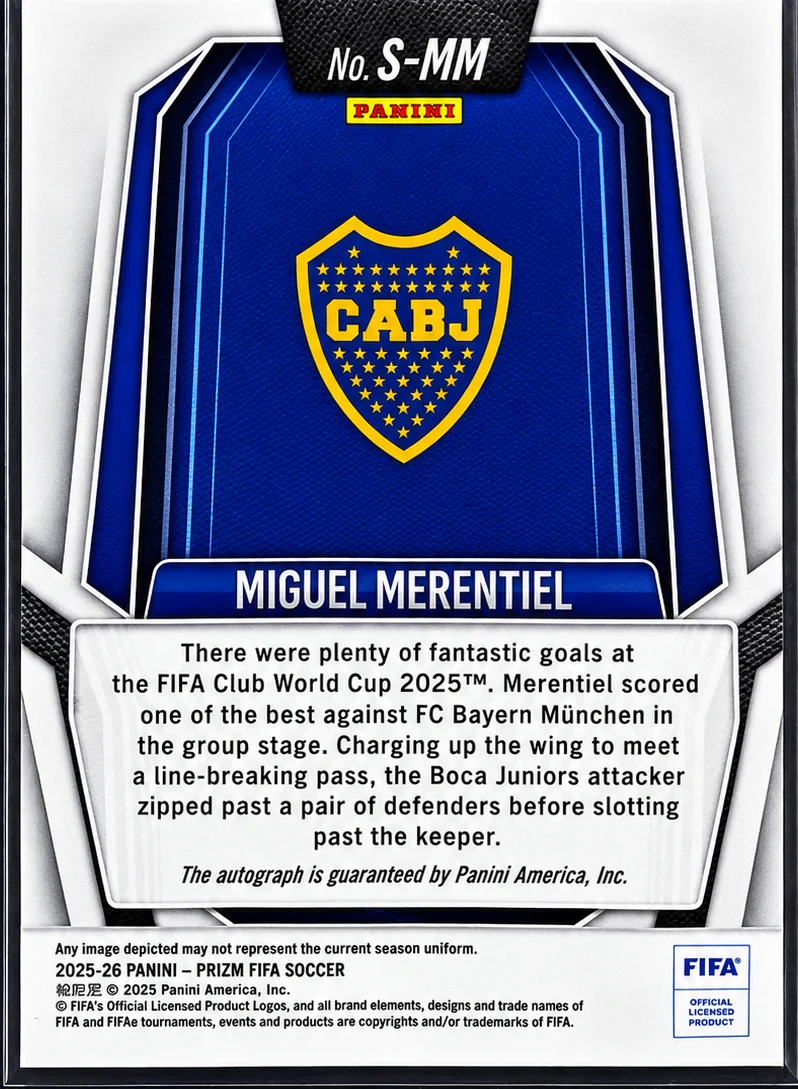 No. S-MM
PANINI
CABJ
MIGUEL MERENTIEL
There were plenty of fantastic goals at
the FIFA Club World Cup 2025™. Merentiel scored
one of the best against FC Bayern München in
the group stage. Charging up the wing to meet
a line-breaking pass, the Boca Juniors attacker
zipped past a pair of defenders before slotting
past the keeper.
The autograph is guaranteed by Panini America, Inc.
Any image depicted may not represent the current season uniform.
2025-26 PANINI – PRIZM FIFA SOCCER
© 2025 Panini America, Inc.
© FIFA's Official Licensed Product Logos, and all brand elements, designs and trade names of
FIFA and FIFAe tournaments, events and products are copyrights and/or trademarks of FIFA.
FIFA®
OFFICIAL
LICENSED
PRODUCT